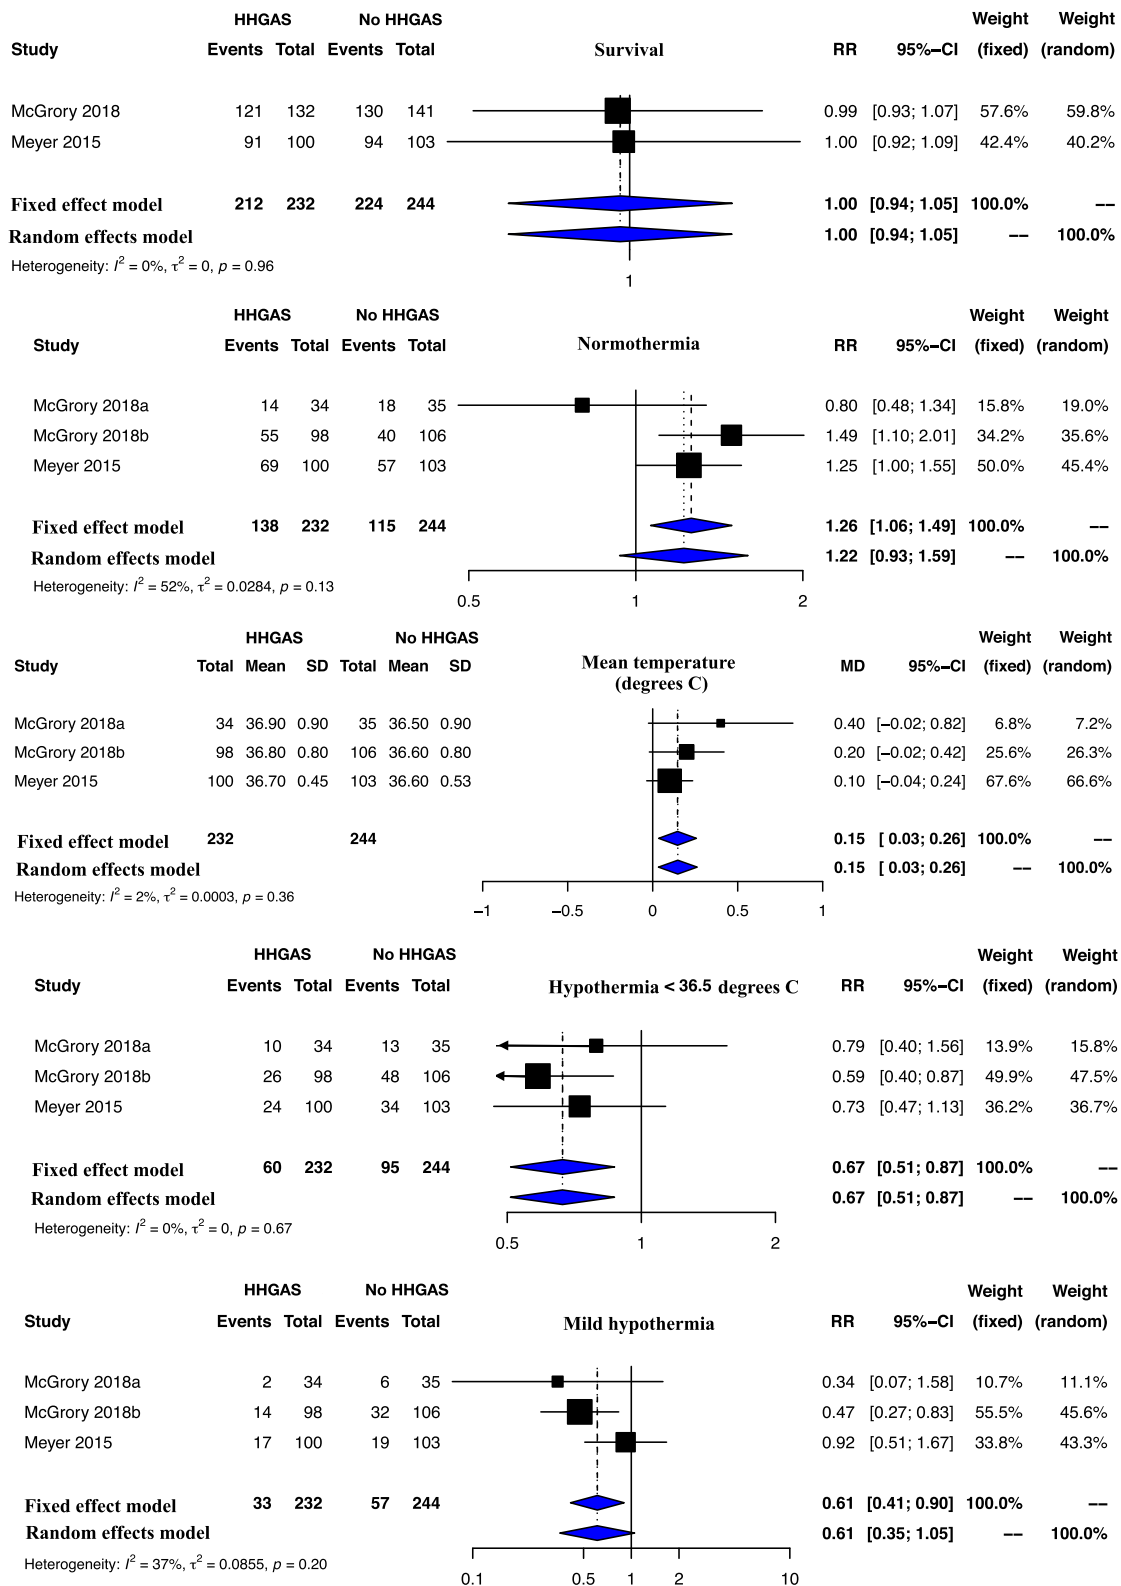 HHGAS No HHGAS Weight Weight
Study Events Total Events Total Survival RR 95%−CI (fixed) (random)
McGrory 2018 121 132 130 141 0.99 [0.93; 1.07] 57.6% 59.8%
Meyer 2015 91 100 94 103 1.00 [0.92; 1.09] 42.4% 40.2%
Fixed effect model 212 232 224 244 1.00 [0.94; 1.05] 100.0% −−
Random effects model 1.00 [0.94; 1.05] −− 100.0%
Heterogeneity: I² = 0%, τ² = 0, p = 0.96
1
HHGAS No HHGAS Weight Weight
Study Events Total Events Total Normothermia RR 95%−CI (fixed) (random)
McGrory 2018a 14 34 18 35 0.80 [0.48; 1.34] 15.8% 19.0%
McGrory 2018b 55 98 40 106 1.49 [1.10; 2.01] 34.2% 35.6%
Meyer 2015 69 100 57 103 1.25 [1.00; 1.55] 50.0% 45.4%
Fixed effect model 138 232 115 244 1.26 [1.06; 1.49] 100.0% −−
Random effects model 1.22 [0.93; 1.59] −− 100.0%
Heterogeneity: I² = 52%, τ² = 0.0284, p = 0.13
0.5 1 2
HHGAS No HHGAS Weight Weight
Study Total Mean SD Total Mean SD Mean temperature MD 95%−CI (fixed) (random)
(degrees C)
McGrory 2018a 34 36.90 0.90 35 36.50 0.90 0.40 [−0.02; 0.82] 6.8% 7.2%
McGrory 2018b 98 36.80 0.80 106 36.60 0.80 0.20 [−0.02; 0.42] 25.6% 26.3%
Meyer 2015 100 36.70 0.45 103 36.60 0.53 0.10 [−0.04; 0.24] 67.6% 66.6%
Fixed effect model 232 244 0.15 [ 0.03; 0.26] 100.0% −−
Random effects model 0.15 [ 0.03; 0.26] −− 100.0%
Heterogeneity: I² = 2%, τ² = 0.0003, p = 0.36
−1 −0.5 0 0.5 1
HHGAS No HHGAS Weight Weight
Study Events Total Events Total Hypothermia < 36.5 degrees C RR 95%−CI (fixed) (random)
McGrory 2018a 10 34 13 35 0.79 [0.40; 1.56] 13.9% 15.8%
McGrory 2018b 26 98 48 106 0.59 [0.40; 0.87] 49.9% 47.5%
Meyer 2015 24 100 34 103 0.73 [0.47; 1.13] 36.2% 36.7%
Fixed effect model 60 232 95 244 0.67 [0.51; 0.87] 100.0% −−
Random effects model 0.67 [0.51; 0.87] −− 100.0%
Heterogeneity: I² = 0%, τ² = 0, p = 0.67
0.5 1 2
HHGAS No HHGAS Weight Weight
Study Events Total Events Total Mild hypothermia RR 95%−CI (fixed) (random)
McGrory 2018a 2 34 6 35 0.34 [0.07; 1.58] 10.7% 11.1%
McGrory 2018b 14 98 32 106 0.47 [0.27; 0.83] 55.5% 45.6%
Meyer 2015 17 100 19 103 0.92 [0.51; 1.67] 33.8% 43.3%
Fixed effect model 33 232 57 244 0.61 [0.41; 0.90] 100.0% −−
Random effects model 0.61 [0.35; 1.05] −− 100.0%
Heterogeneity: I² = 37%, τ² = 0.0855, p = 0.20
0.1 0.5 1 2 10